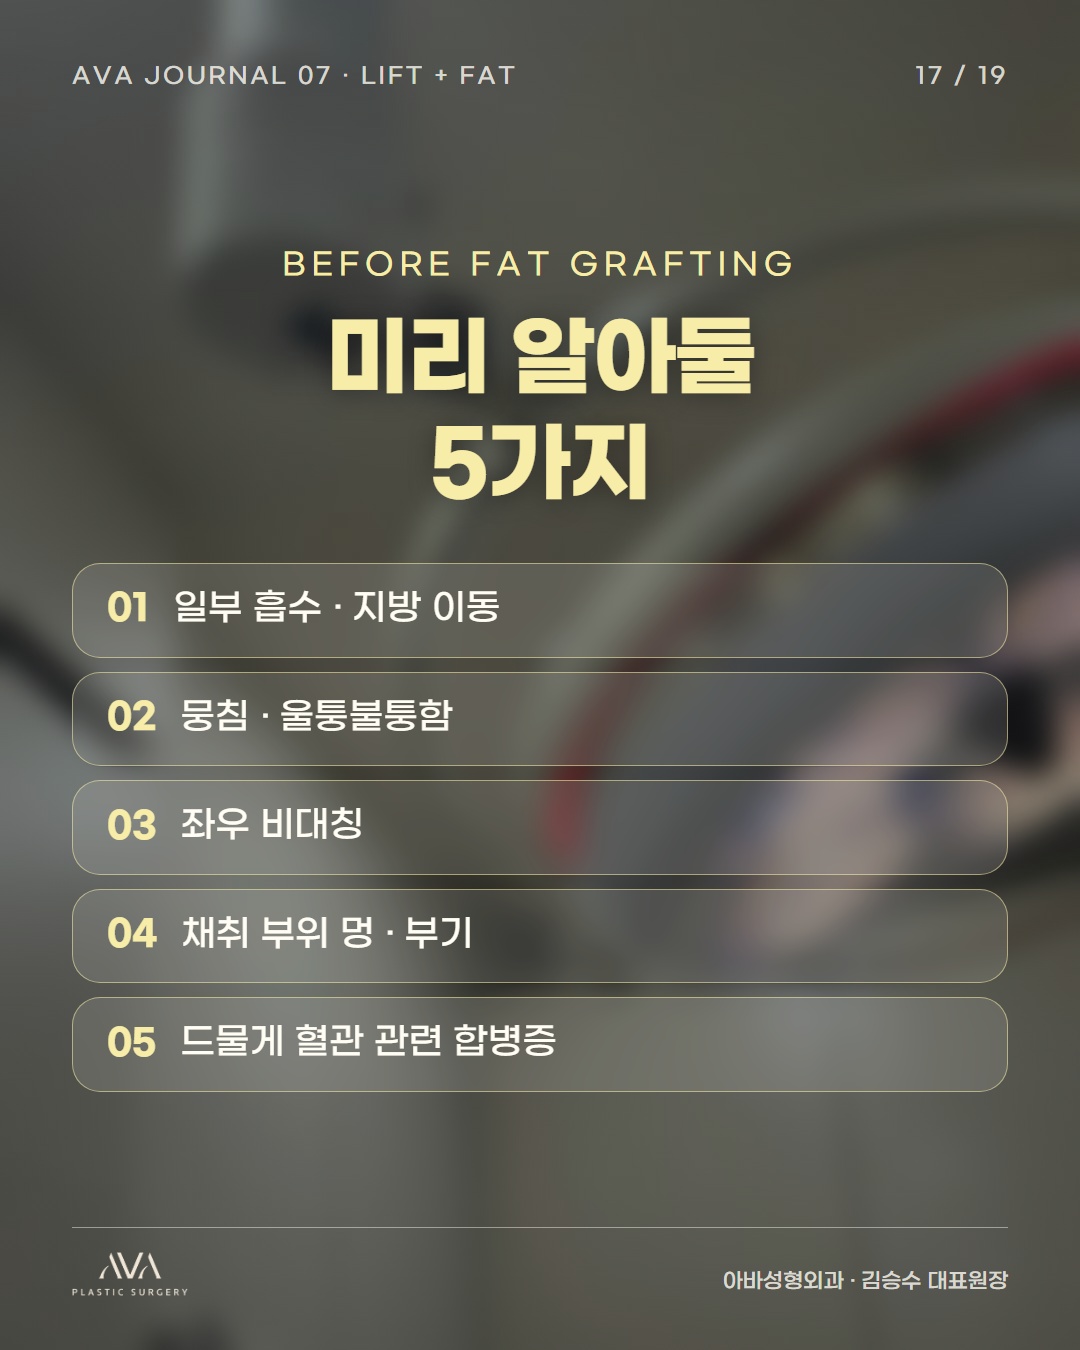 AVA JOURNAL 07 · LIFT + FAT
17 / 19
BEFORE FAT GRAFTING
미리 알아둘
5가지
01 일부 흡수 · 지방 이동
02 뭉침 · 울퉁불퉁함
03 좌우 비대칭
04 채취 부위 멍 · 부기
05 드물게 혈관 관련 합병증
AVA
PLASTIC SURGERY
아바성형외과 · 김승수 대표원장